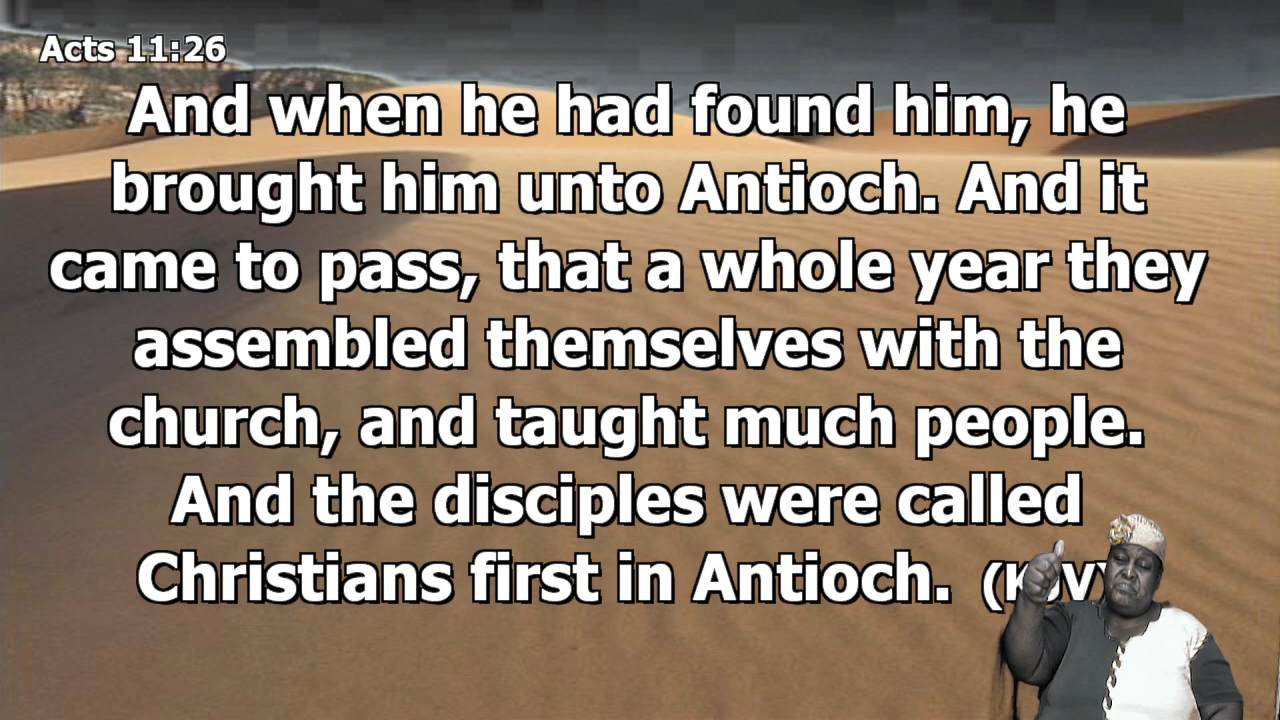 Acts 11:26
And when he had found him, he
brought him unto Antioch. And it
came to pass, that a whole year they
assembled themselves with the
church, and taught much people.
And the disciples were called
Christians first in Antioch. (KJV)